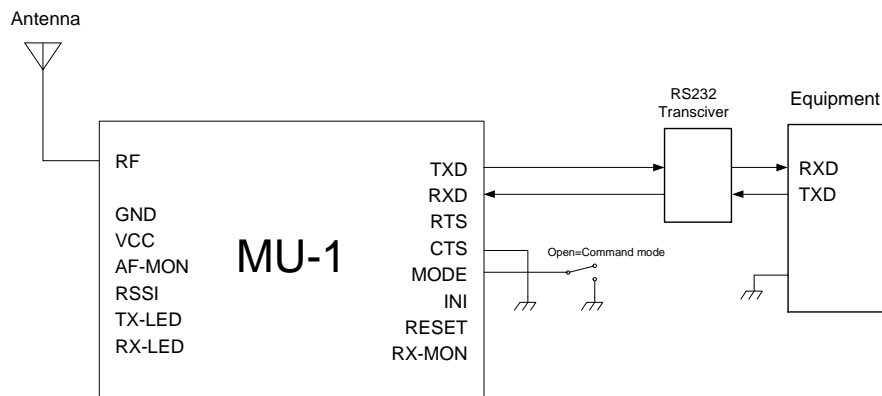 Antenna
RS232
Transciver
Equipment
RF
GND
VCC
AF-MON
RSSI
TX-LED
RX-LED
MU-1
TXD
RXD
RTS
CTS
MODE
INI
RESET
RX-MON
Open=Command mode
RXD
TXD